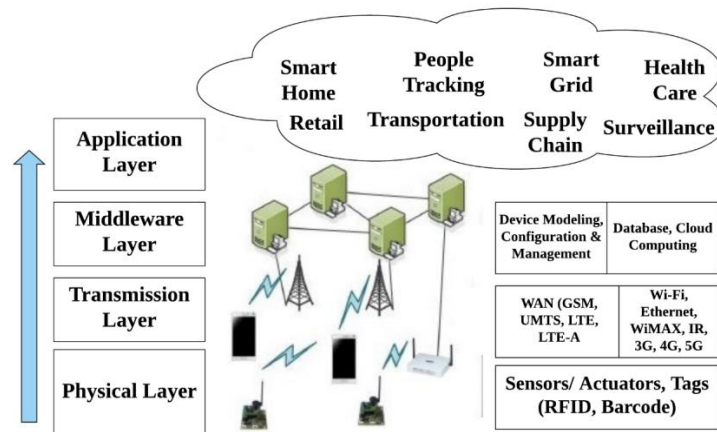 Smart
Home
People
Tracking
Smart
Grid
Health
Care
Retail
Transportation
Supply
Chain
Surveillance
Application
Layer
Middleware
Layer
Transmission
Layer
Physical Layer
Device Modeling,
Configuration &
Management
Database, Cloud
Computing
WAN (GSM,
UMTS, LTE,
LTE-A
Wi-Fi,
Ethernet,
WiMAX, IR,
3G, 4G, 5G
Sensors/ Actuators, Tags
(RFID, Barcode)